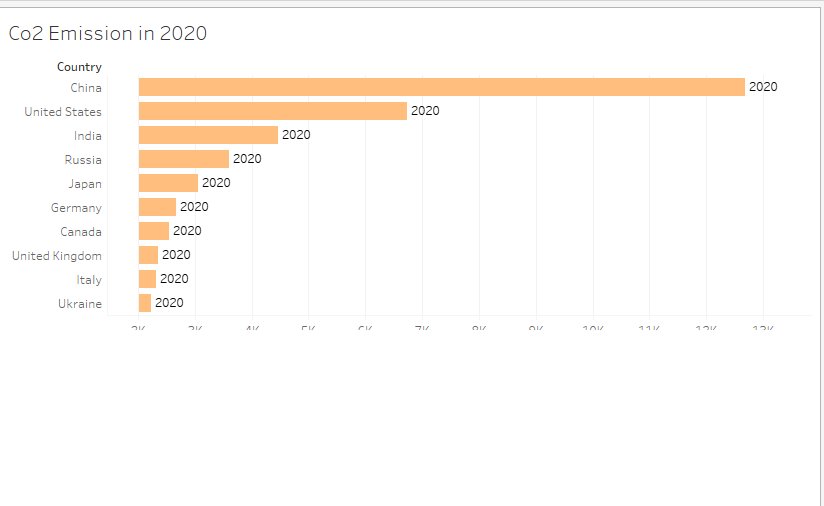 Co2 Emission in 2020
Country
China 2020
United States 2020
India 2020
Russia 2020
Japan 2020
Germany 2020
Canada 2020
United Kingdom 2020
Italy 2020
Ukraine 2020
2K 3K 4K 5K 6K 7K 8K 9K 10K 11K 12K 13K